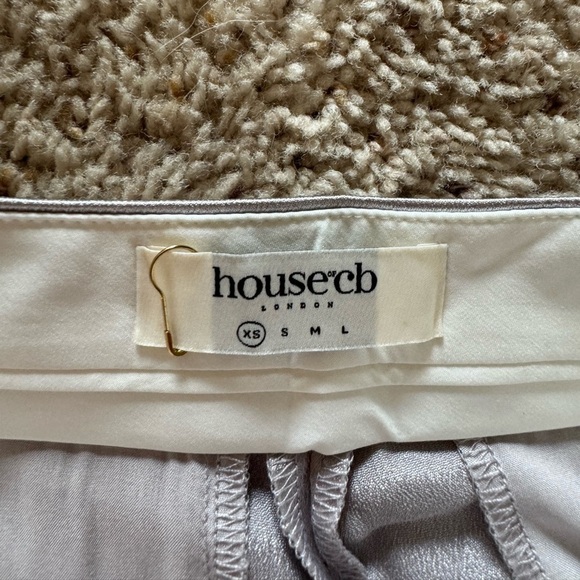 house OF cb
LONDON
XS S M L